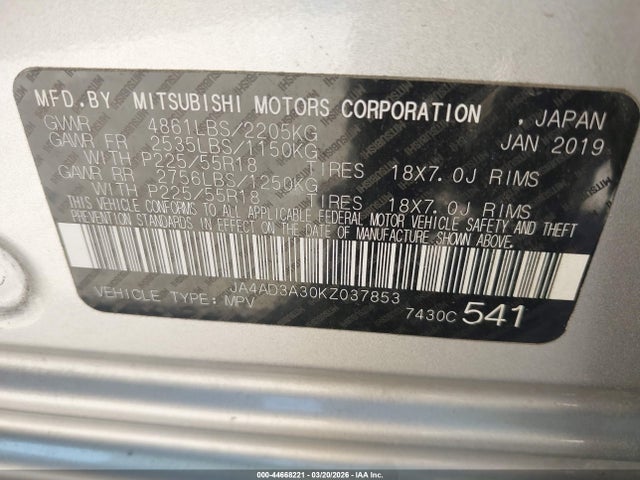 MFD.BY MITSUBISHI MOTORS CORPORATION , JAPAN
GVWR 4861LBS/2205KG JAN 2019
GAWR FR 2535LBS/1150KG
WITH P225/55R18 TIRES 18X7.0J RIMS
GAWR RR 2756LBS/1250KG
WITH P225/55R18 TIRES 18X7.0J RIMS
THIS VEHICLE CONFORMS TO ALL APPLICABLE FEDERAL MOTOR VEHICLE SAFETY AND THEFT
PREVENTION STANDARDS IN EFFECT ON THE DATE OF MANUFACTURE SHOWN ABOVE.
JA4AD3A30KZ037853
VEHICLE TYPE: MPV
7430C 541
000-44668221 - 03/20/2026 - IAA Inc.